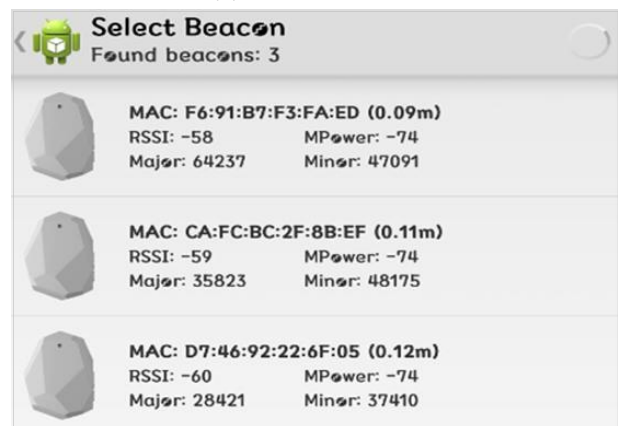 Select Beacon
Found beacons: 3
MAC: F6:91:B7:F3:FA:ED (0.09m)
RSSI: -58 MPower: -74
Major: 64237 Minor: 47091
MAC: CA:FC:BC:2F:8B:EF (0.11m)
RSSI: -59 MPower: -74
Major: 35823 Minor: 48175
MAC: D7:46:92:22:6F:05 (0.12m)
RSSI: -60 MPower: -74
Major: 28421 Minor: 37410